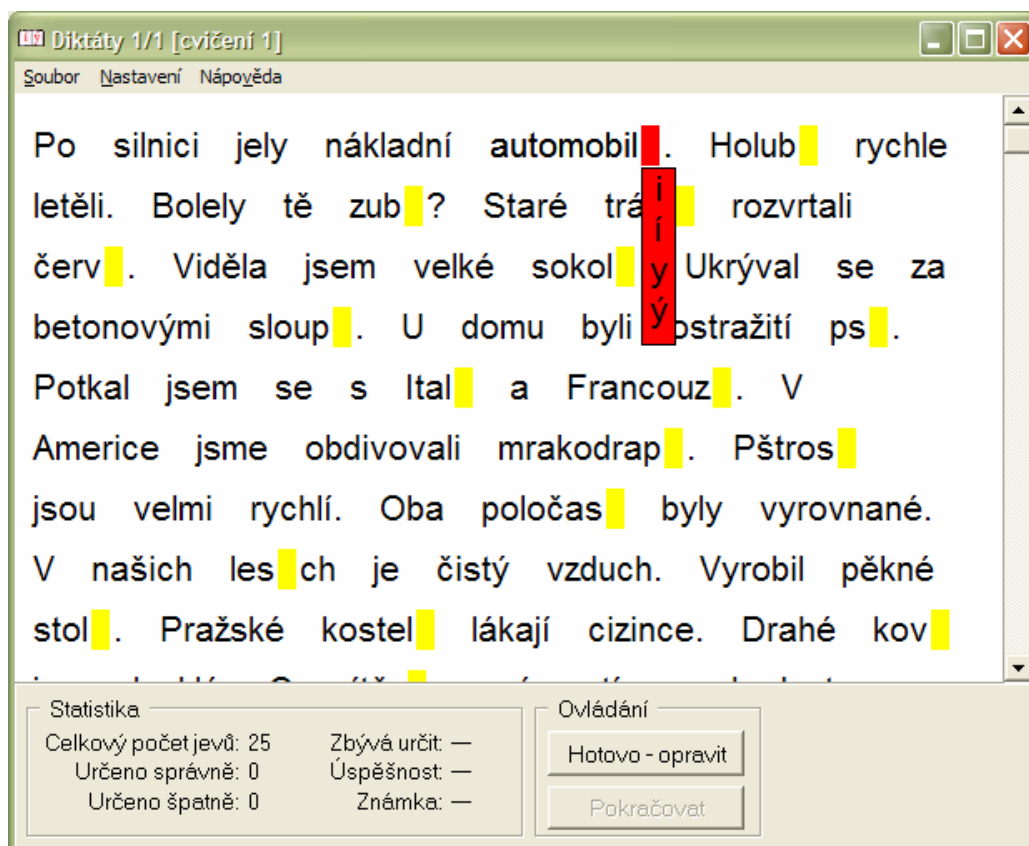 Diktáty 1/1 [cvičení 1]
Soubor Nastavení Nápověda
Po silnici jely nákladní automobil . Holub rychle
letěli. Bolely tě zub ? Staré trá rozvrtali
červ . Viděla jsem velké sokol Ukrýval se za
betonovými sloup . U domu byli ostražití ps .
Potkal jsem se s Ital a Francouz . V
Americe jsme obdivovali mrakodrap . Pštros
jsou velmi rychlí. Oba poločas byly vyrovnané.
V našich les ch je čistý vzduch. Vyrobil pěkné
stol . Pražské kostel lákají cizince. Drahé kov
i
í
y
ý
Statistika
Celkový počet jevů: 25 Zbývá určit: —
Určeno správně: 0 Úspěšnost: —
Určeno špatně: 0 Známka: —
Ovládání
Hotovo - opravit
Pokračovat